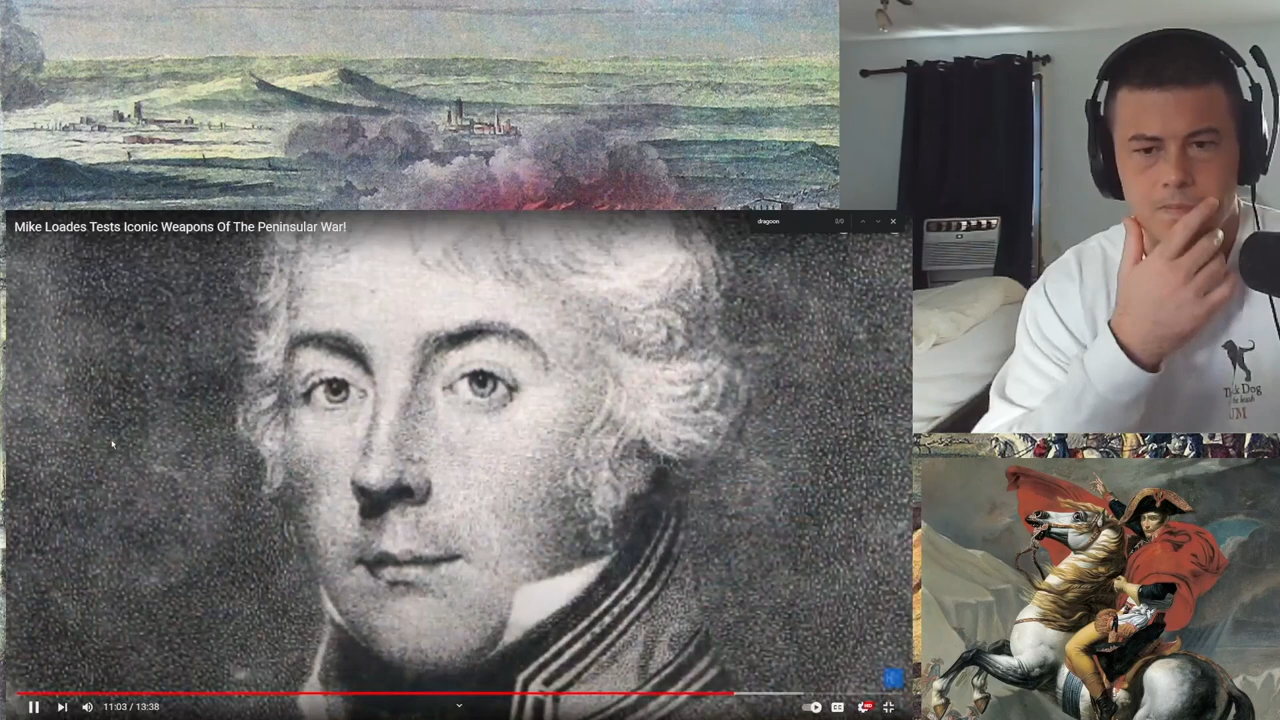 Mike Loades Tests Iconic Weapons Of The Peninsular War!
dragoon
0/0
11:03 / 13:38